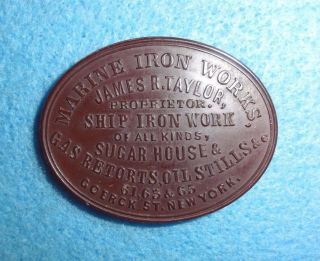 MARINE IRON WORKS,
JAMES R. TAYLOR,
PROPRIETOR.
SHIP IRON WORK
OF ALL KINDS,
SUGAR HOUSE &
GAS RETORTS OIL STILLS, &c
61, 63 & 65
GOERCK ST. NEW YORK.